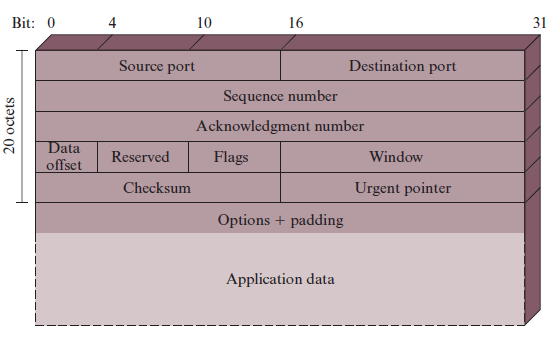 Bit: 0 4 10 16 31
Source port Destination port
Sequence number
Acknowledgment number
Data
offset Reserved Flags Window
Checksum Urgent pointer
20 octets
Options + padding
Application data